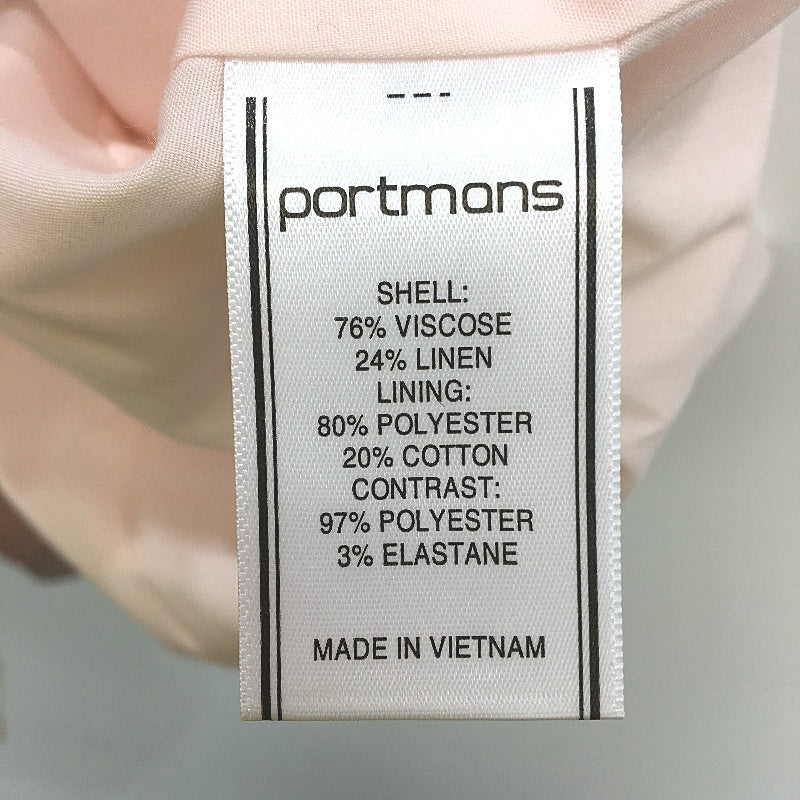 ---
portmans
SHELL:
76% VISCOSE
24% LINEN
LINING:
80% POLYESTER
20% COTTON
CONTRAST:
97% POLYESTER
3% ELASTANE
MADE IN VIETNAM